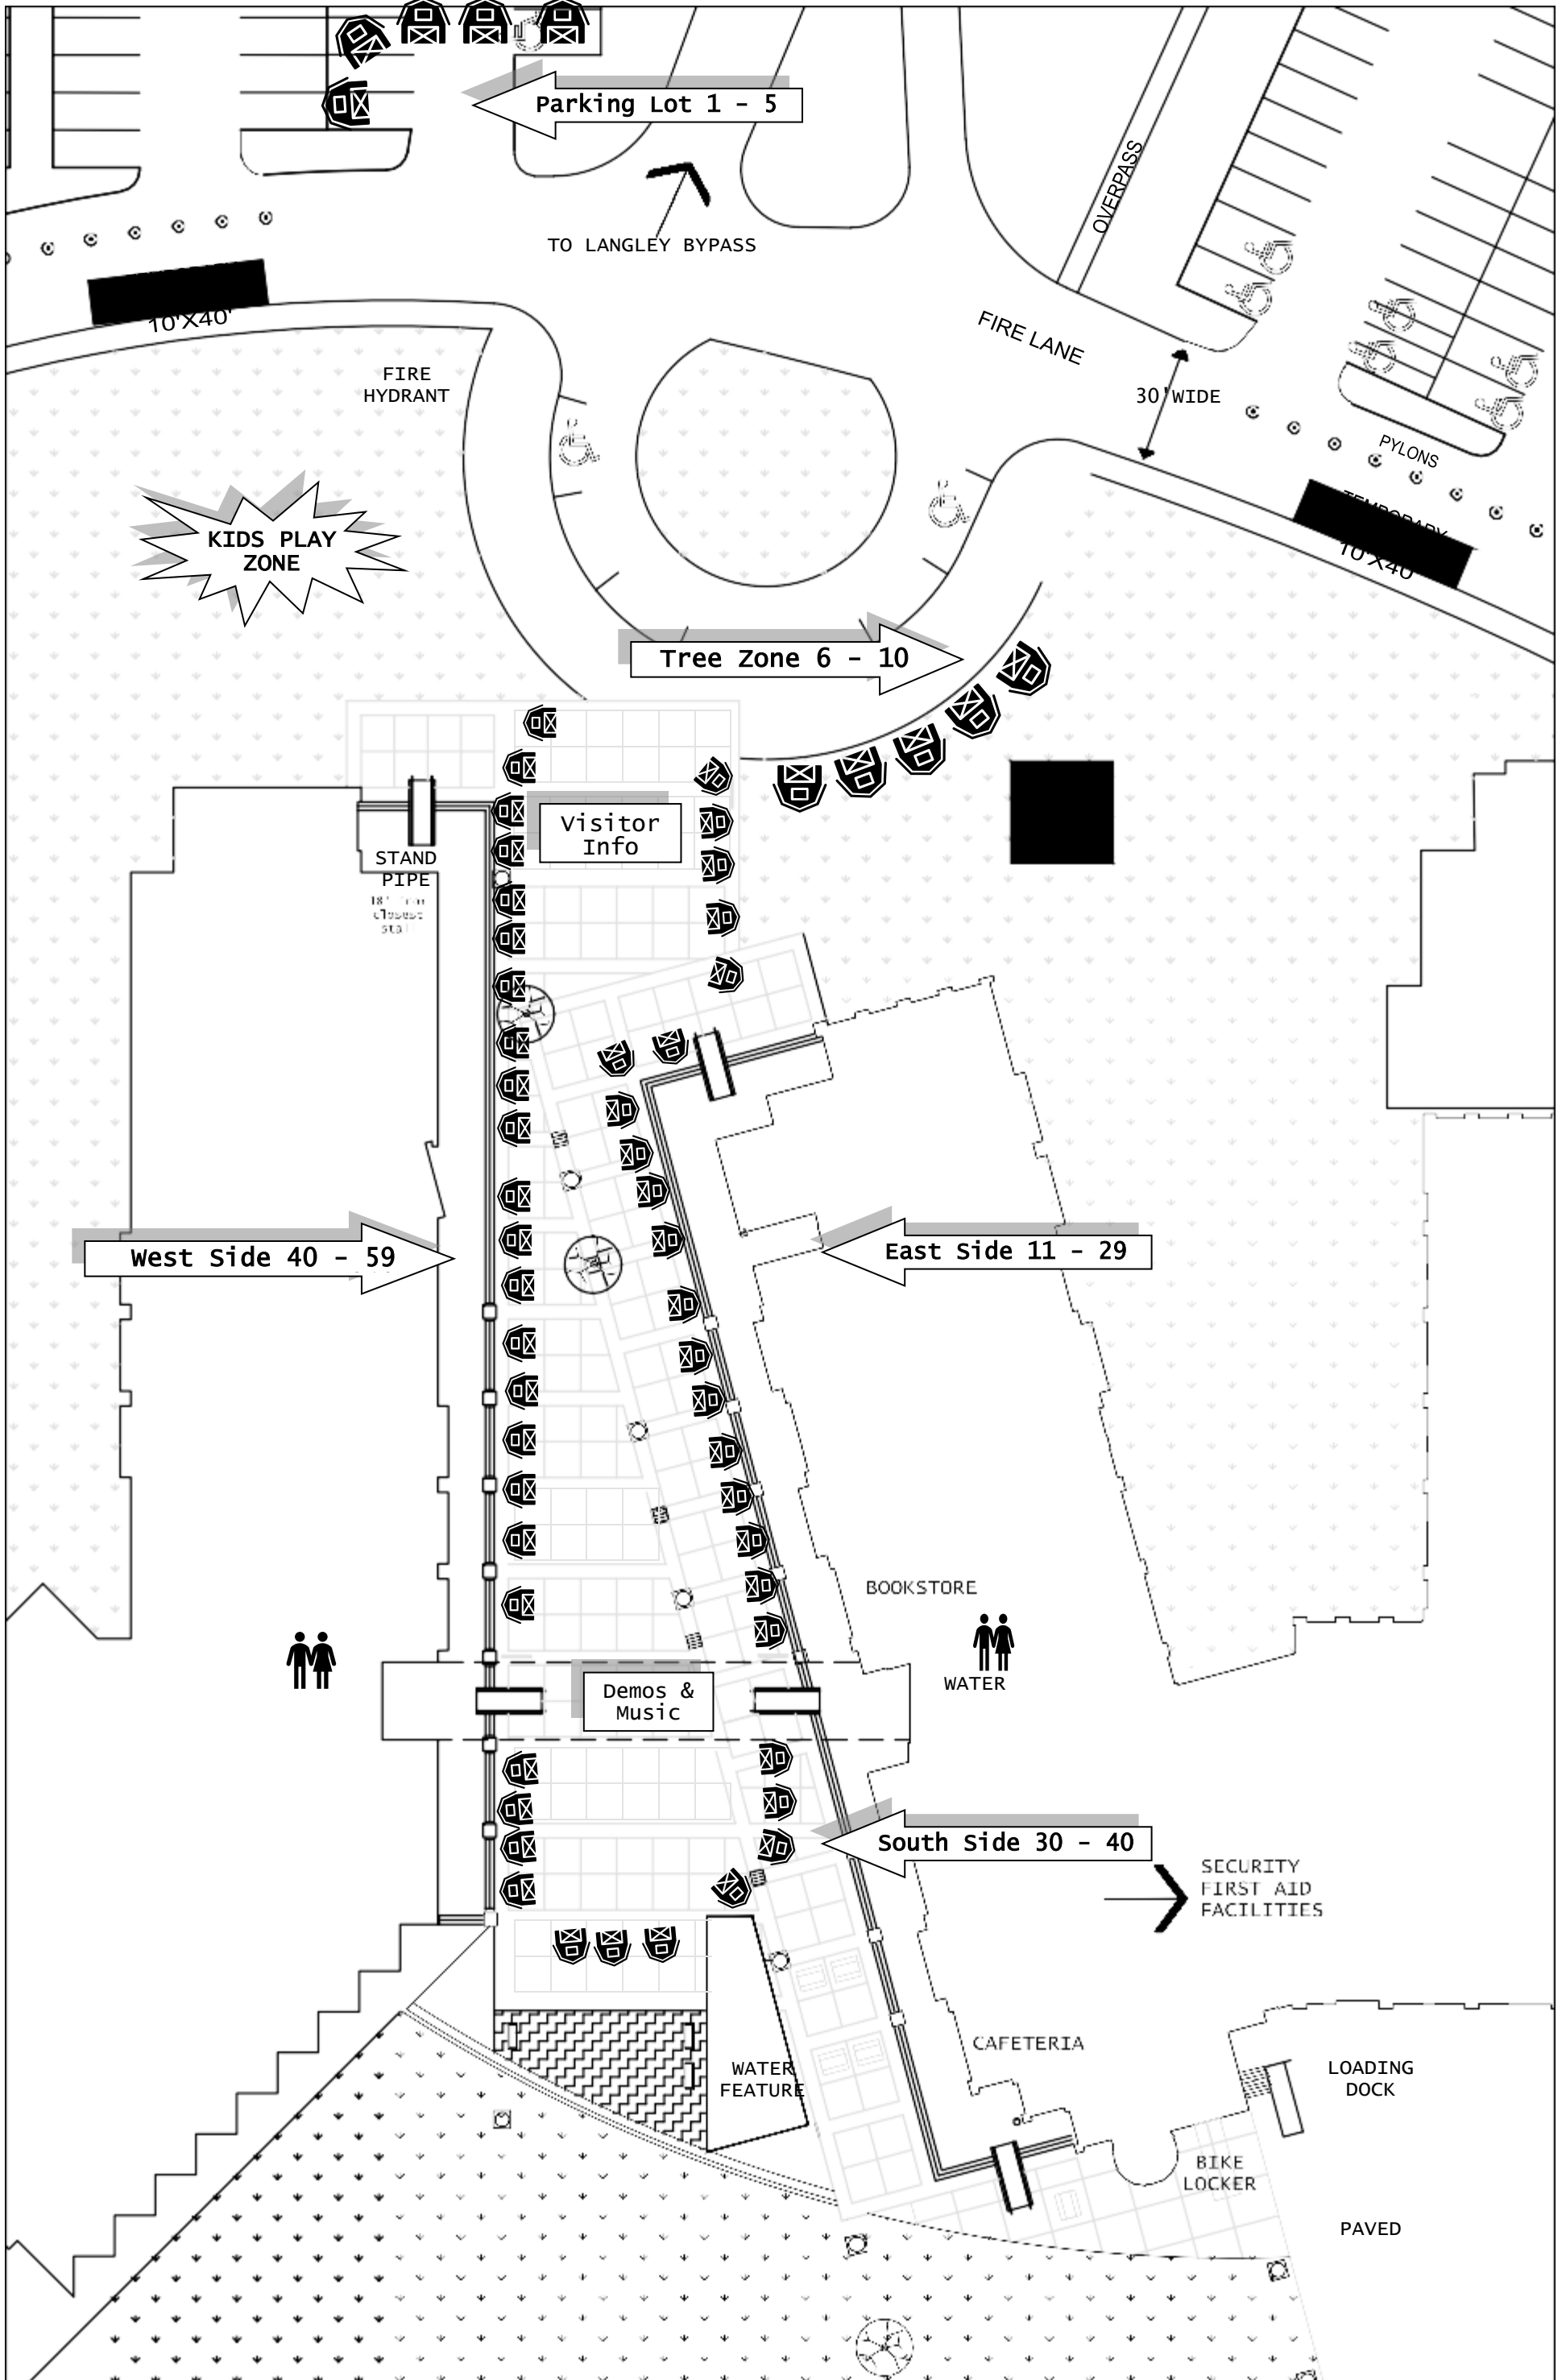 Parking Lot 1 - 5
OVERPASS
TO LANGLEY BYPASS
10'X40'
FIRE LANE
FIRE
HYDRANT
30'WIDE
PYLONS
TEMPORARY
10'X40'
KIDS PLAY
ZONE
Tree Zone 6 - 10
Visitor
Info
STAND
PIPE
closest
West Side 40 - 59
East Side 11 - 29
BOOKSTORE
WATER
Demos &
Music
South Side 30 - 40
SECURITY
FIRST AID
FACILITIES
CAFETERIA
WATER
FEATURE
LOADING
DOCK
BIKE
LOCKER
PAVED